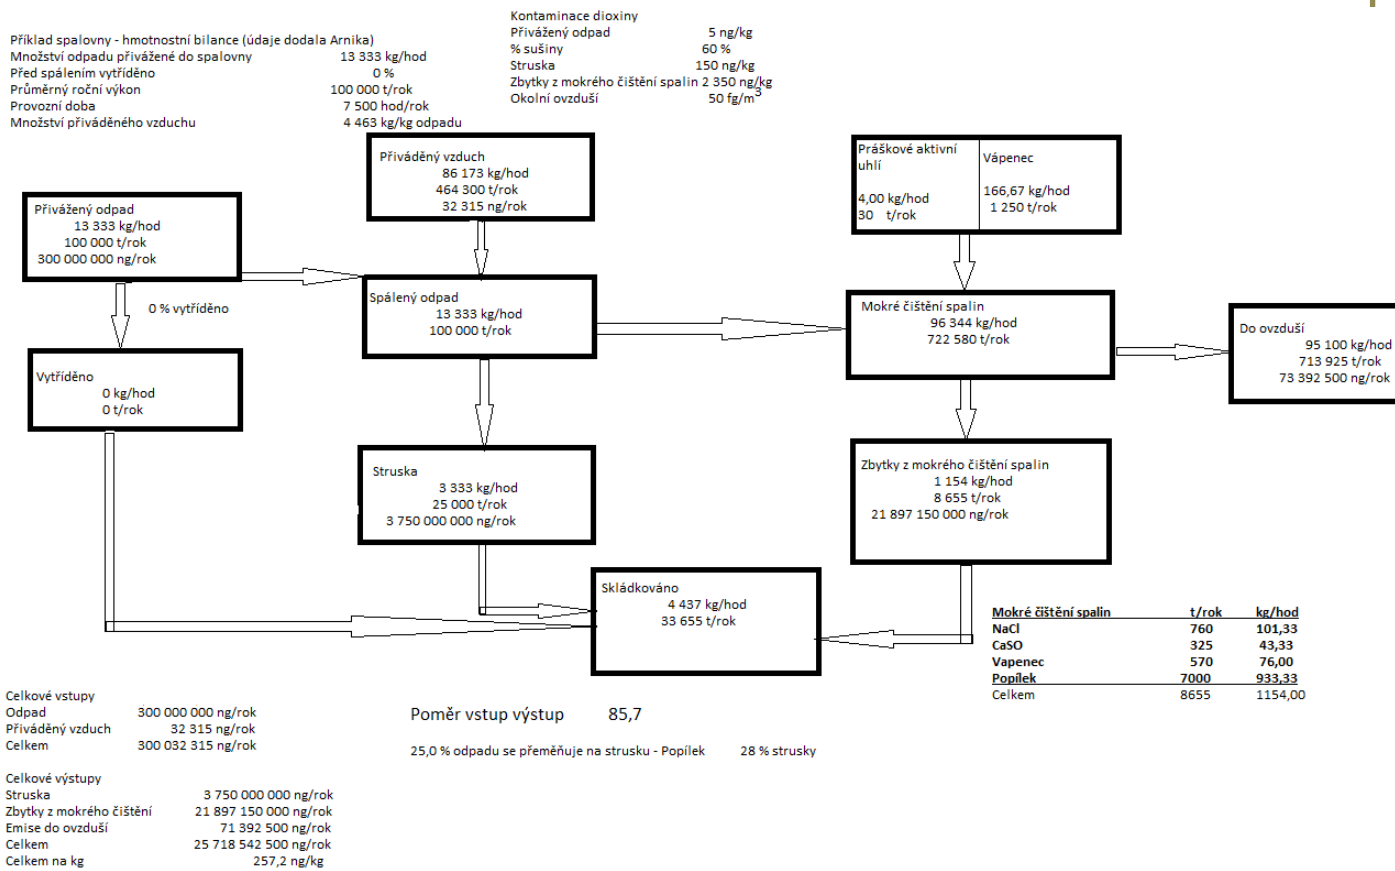 Příklad spalovny - hmotnostní bilance (údaje dodala Arnika)
Množství odpadu přivážené do spalovny 13 333 kg/hod
Před spálením vytříděno 0 %
Průměrný roční výkon 100 000 t/rok
Provozní doba 7 500 hod/rok
Množství přiváděného vzduchu 4 463 kg/kg odpadu
Kontaminace dioxiny
Přivážený odpad 5 ng/kg
% sušiny 60 %
Struska 150 ng/kg
Zbytky z mokrého čištění spalin 2 350 ng/kg
Okolní ovzduší 50 fg/m3
Přiváděný vzduch
86 173 kg/hod
464 300 t/rok
32 315 ng/rok
Práškové aktivní uhlí
4,00 kg/hod
30 t/rok
Vápenec
166,67 kg/hod
1 250 t/rok
Přivážený odpad
13 333 kg/hod
100 000 t/rok
300 000 000 ng/rok
0 % vytříděno
Spálený odpad
13 333 kg/hod
100 000 t/rok
Mokré čištění spalin
96 344 kg/hod
722 580 t/rok
Do ovzduší
95 100 kg/hod
713 925 t/rok
73 392 500 ng/rok
Vytříděno
0 kg/hod
0 t/rok
Struska
3 333 kg/hod
25 000 t/rok
3 750 000 000 ng/rok
Zbytky z mokrého čištění spalin
1 154 kg/hod
8 655 t/rok
21 897 150 000 ng/rok
Skládkováno
4 437 kg/hod
33 655 t/rok
Mokré čištění spalin t/rok kg/hod
NaCl 760 101,33
CaSO 325 43,33
Vapenec 570 76,00
Popílek 7000 933,33
Celkem 8655 1154,00
Celkové vstupy
Odpad 300 000 000 ng/rok
Přiváděný vzduch 32 315 ng/rok
Celkem 300 032 315 ng/rok
Poměr vstup výstup 85,7
25,0 % odpadu se přeměňuje na strusku - Popílek 28 % strusky
Celkové výstupy
Struska 3 750 000 000 ng/rok
Zbytky z mokrého čištění 21 897 150 000 ng/rok
Emise do ovzduší 71 392 500 ng/rok
Celkem 25 718 542 500 ng/rok
Celkem na kg 257,2 ng/kg